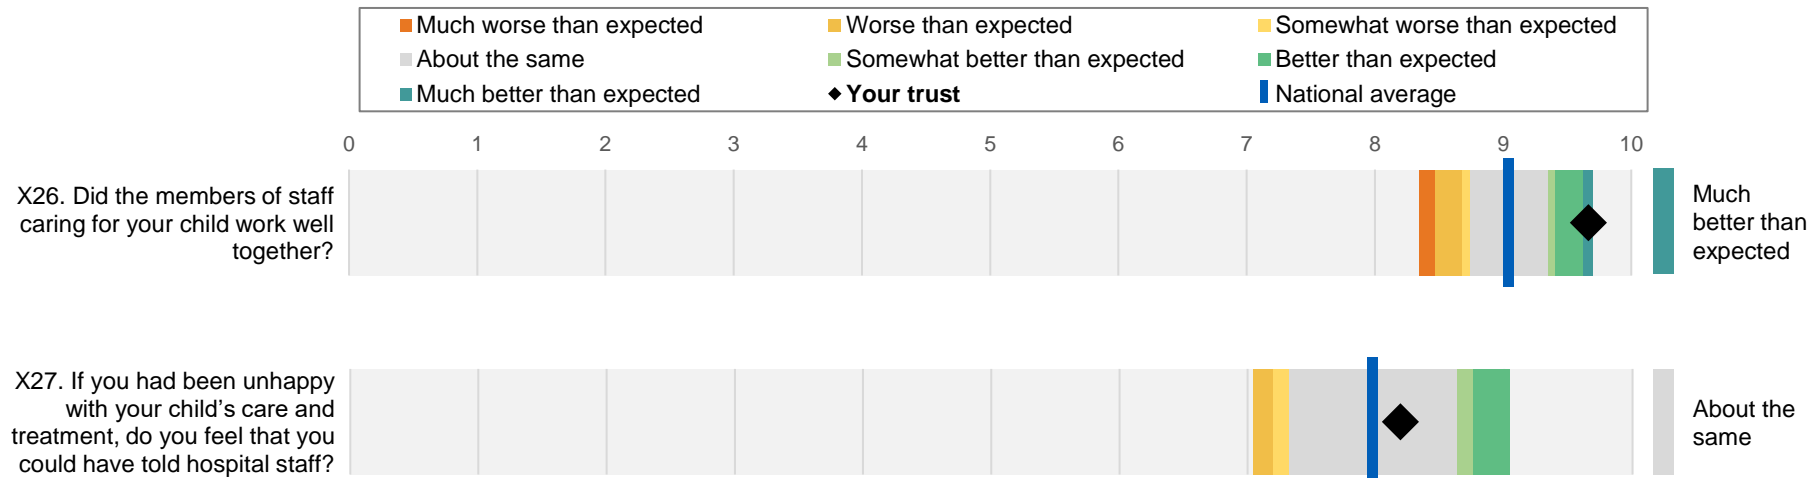 Much worse than expected
Worse than expected
Somewhat worse than expected
About the same
Somewhat better than expected
Better than expected
Much better than expected
Your trust
National average
0 1 2 3 4 5 6 7 8 9 10
X26. Did the members of staff
caring for your child work well
together?
Much
better than
expected
X27. If you had been unhappy
with your child’s care and
treatment, do you feel that you
could have told hospital staff?
About the
same